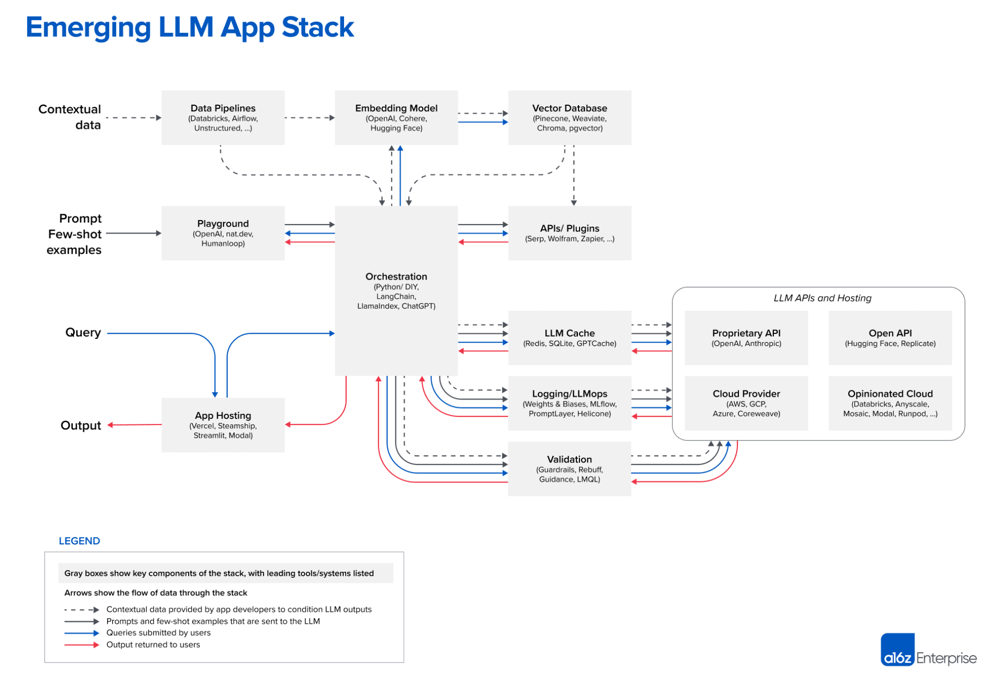 Emerging LLM App Stack
Contextual
data
Data Pipelines
(Databricks, Airflow,
Unstructured, ...)
Embedding Model
(OpenAI, Cohere,
Hugging Face)
Vector Database
(Pinecone, Weaviate,
Chroma, pgvector)
Prompt
Few-shot
examples
Playground
(OpenAI, nat.dev,
Humanloop)
Orchestration
(Python/ DIY,
LangChain,
LlamaIndex, ChatGPT)
APIs/ Plugins
(Serp, Wolfram, Zapier, ...)
Query
Output
App Hosting
(Vercel, Steamship,
Streamlit, Modal)
LLM Cache
(Redis, SQLite, GPTCache)
Logging/LLMops
(Weights & Biases, MLflow,
PromptLayer, Helicone)
Validation
(Guardrails, Rebuff,
Guidance, LMQL)
LLM APIs and Hosting
Proprietary API
(OpenAI, Anthropic)
Open API
(Hugging Face, Replicate)
Cloud Provider
(AWS, GCP,
Azure, Coreweave)
Opinionated Cloud
(Databricks, Anyscale,
Mosaic, Modal, Runpod, ...)
LEGEND
Gray boxes show key components of the stack, with leading tools/systems listed
Arrows show the flow of data through the stack
Contextual data provided by app developers to condition LLM outputs
Prompts and few-shot examples that are sent to the LLM
Queries submitted by users
Output returned to users
a16z Enterprise